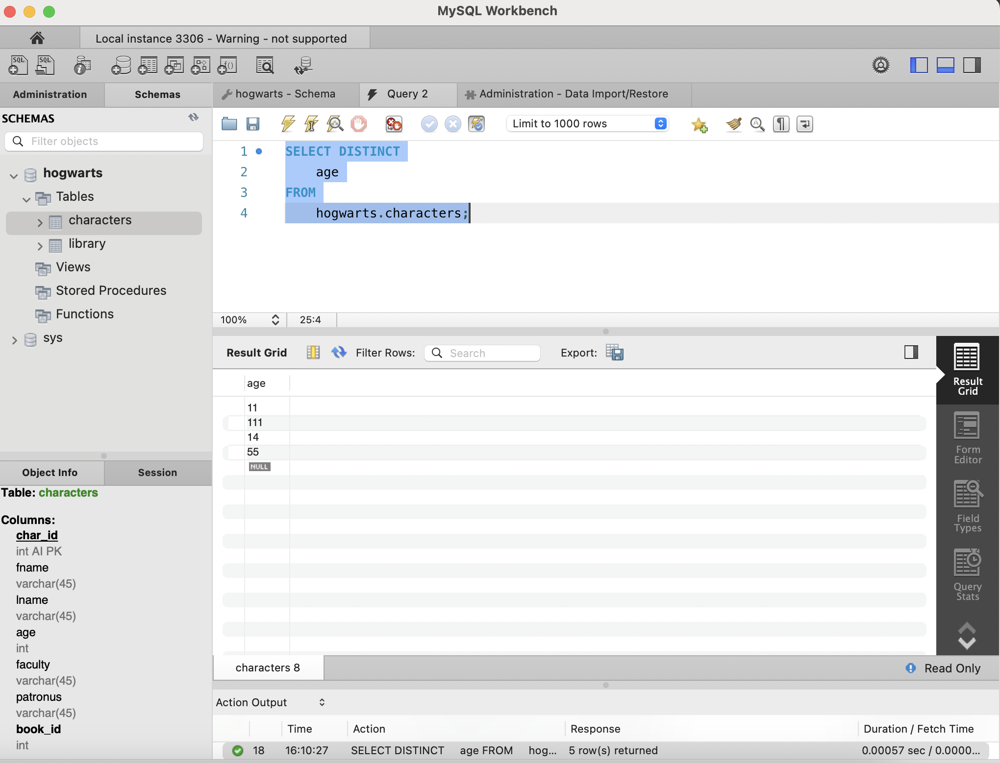 MySQL Workbench
Local instance 3306 - Warning - not supported
Administration
Schemas
hogwarts - Schema
Query 2
Administration - Data Import/Restore
SCHEMAS
Filter objects
hogwarts
Tables
characters
library
Views
Stored Procedures
Functions
sys
Limit to 1000 rows
1 SELECT DISTINCT
2 age
3 FROM
4 hogwarts.characters;
100%
25:4
Result Grid
Filter Rows:
Search
Export:
age
11
111
14
55
NULL
Result
Grid
Form
Editor
Field
Types
Query
Stats
characters 8
Read Only
Object Info
Session
Table: characters
Columns:
char_id
int AI PK
fname
varchar(45)
lname
varchar(45)
age
int
faculty
varchar(45)
patronus
varchar(45)
book_id
int
Action Output
Time
Action
Response
Duration / Fetch Time
18
16:10:27
SELECT DISTINCT age FROM hog...
5 row(s) returned
0.00057 sec / 0.0000...